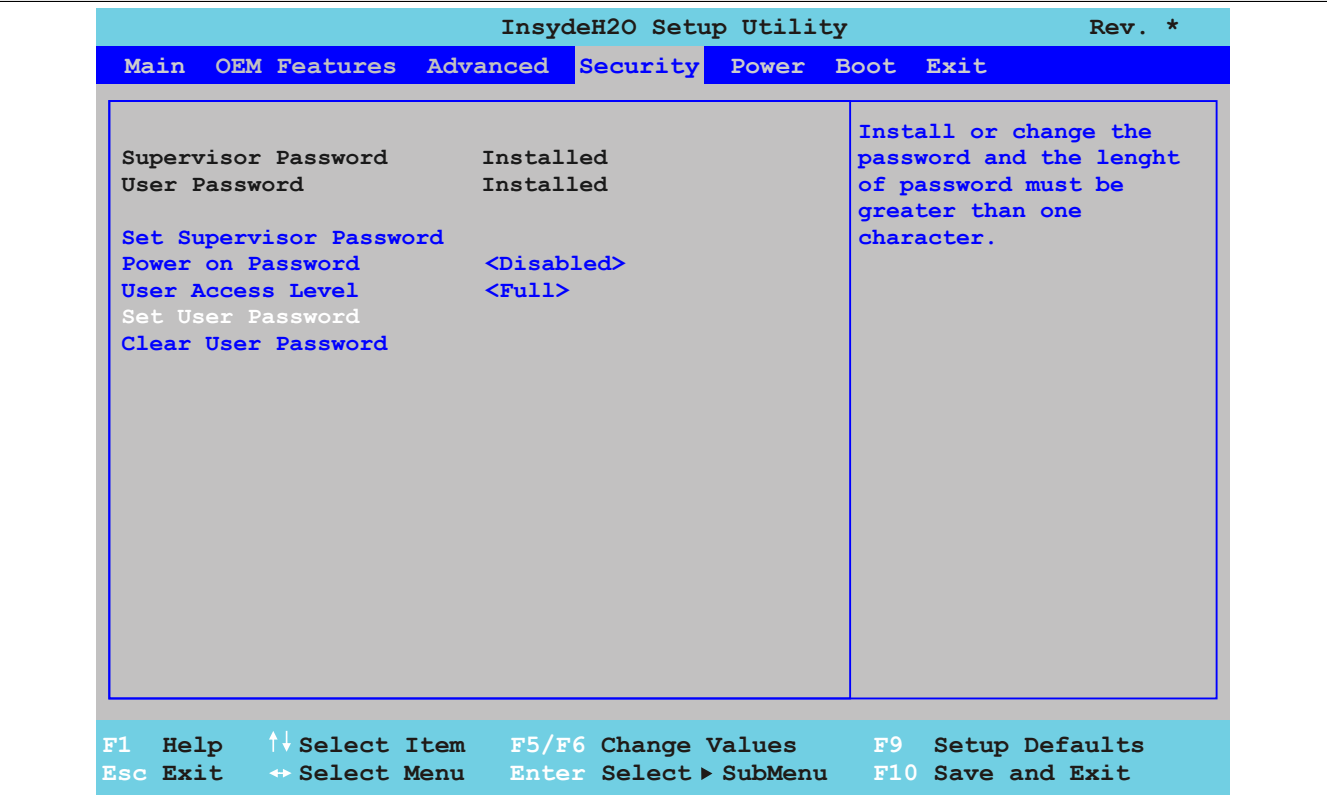 InsydeH2O Setup Utility Rev. *
Main OEM Features Advanced Security Power Boot Exit
Supervisor Password Installed
User Password Installed
Set Supervisor Password
Power on Password <Disabled>
User Access Level <Full>
Set User Password
Clear User Password
Install or change the
password and the lenght
of password must be
greater than one
character.
F1 Help ↑↓ Select Item F5/F6 Change Values F9 Setup Defaults
Esc Exit ↔ Select Menu Enter Select ▶ SubMenu F10 Save and Exit